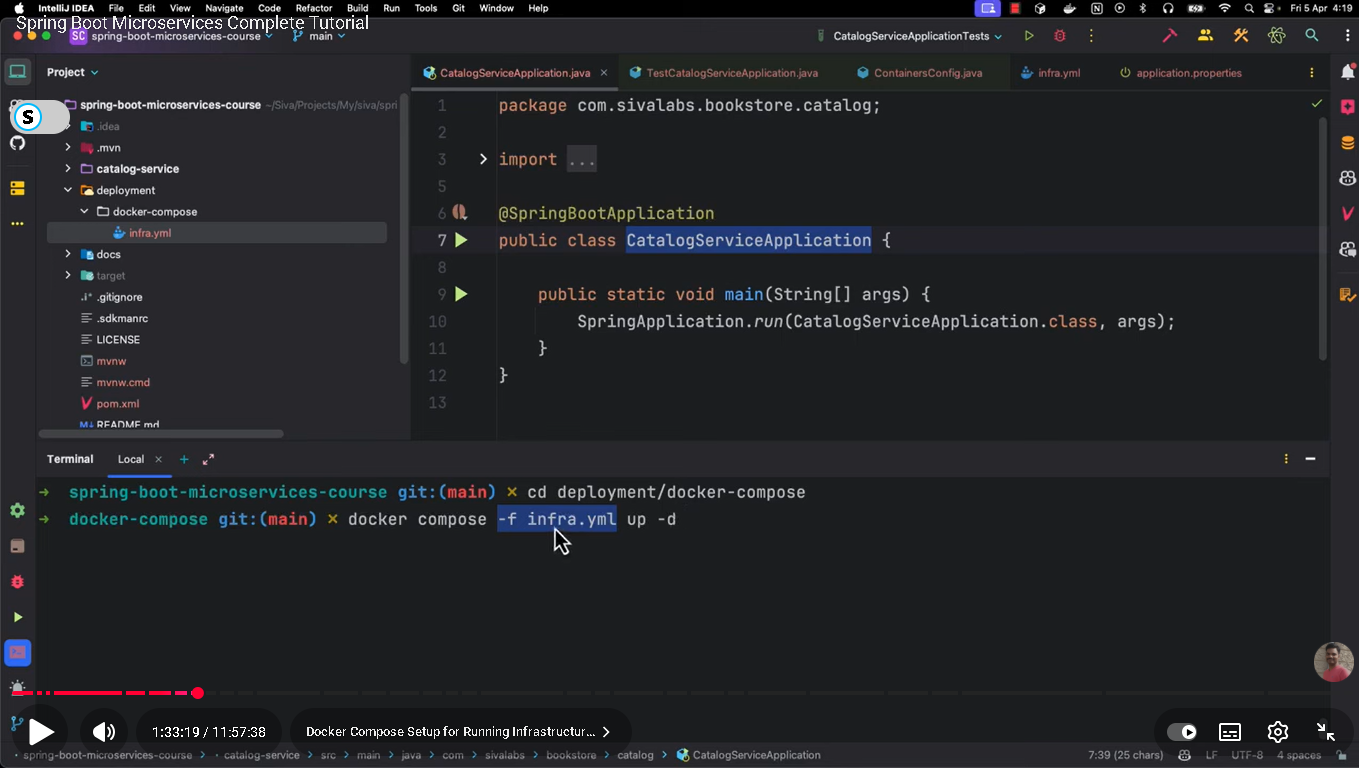 IntelliJ IDEA File Edit View Navigate Code Refactor Build Run Tools Git Window Help Fri 5 Apr 4:19
Spring Boot Microservices Complete Tutorial
SC spring-boot-microservices-course main CatalogServiceApplicationTests
Project
CatalogServiceApplication.java TestCatalogServiceApplication.java ContainersConfig.java infra.yml application.properties
spring-boot-microservices-course ~/Siva/Projects/My/siva/spri
S
.idea
.mvn
catalog-service
deployment
docker-compose
infra.yml
docs
target
.gitignore
.sdkmanrc
LICENSE
mvnw
mvnw.cmd
pom.xml
README.md
1 package com.sivalabs.bookstore.catalog;
2
3 import ...
5
6 @SpringBootApplication
7 public class CatalogServiceApplication {
8
9 public static void main(String[] args) {
10 SpringApplication.run(CatalogServiceApplication.class, args);
11 }
12 }
13
Terminal Local
spring-boot-microservices-course git:(main) ✗ cd deployment/docker-compose
docker-compose git:(main) ✗ docker compose -f infra.yml up -d
1:33:19 / 11:57:38 Docker Compose Setup for Running Infrastructur...
spring-boot-microservices-course catalog-service src main java com sivalabs bookstore catalog CatalogServiceApplication 7:39 (25 chars) LF UTF-8 4 spaces